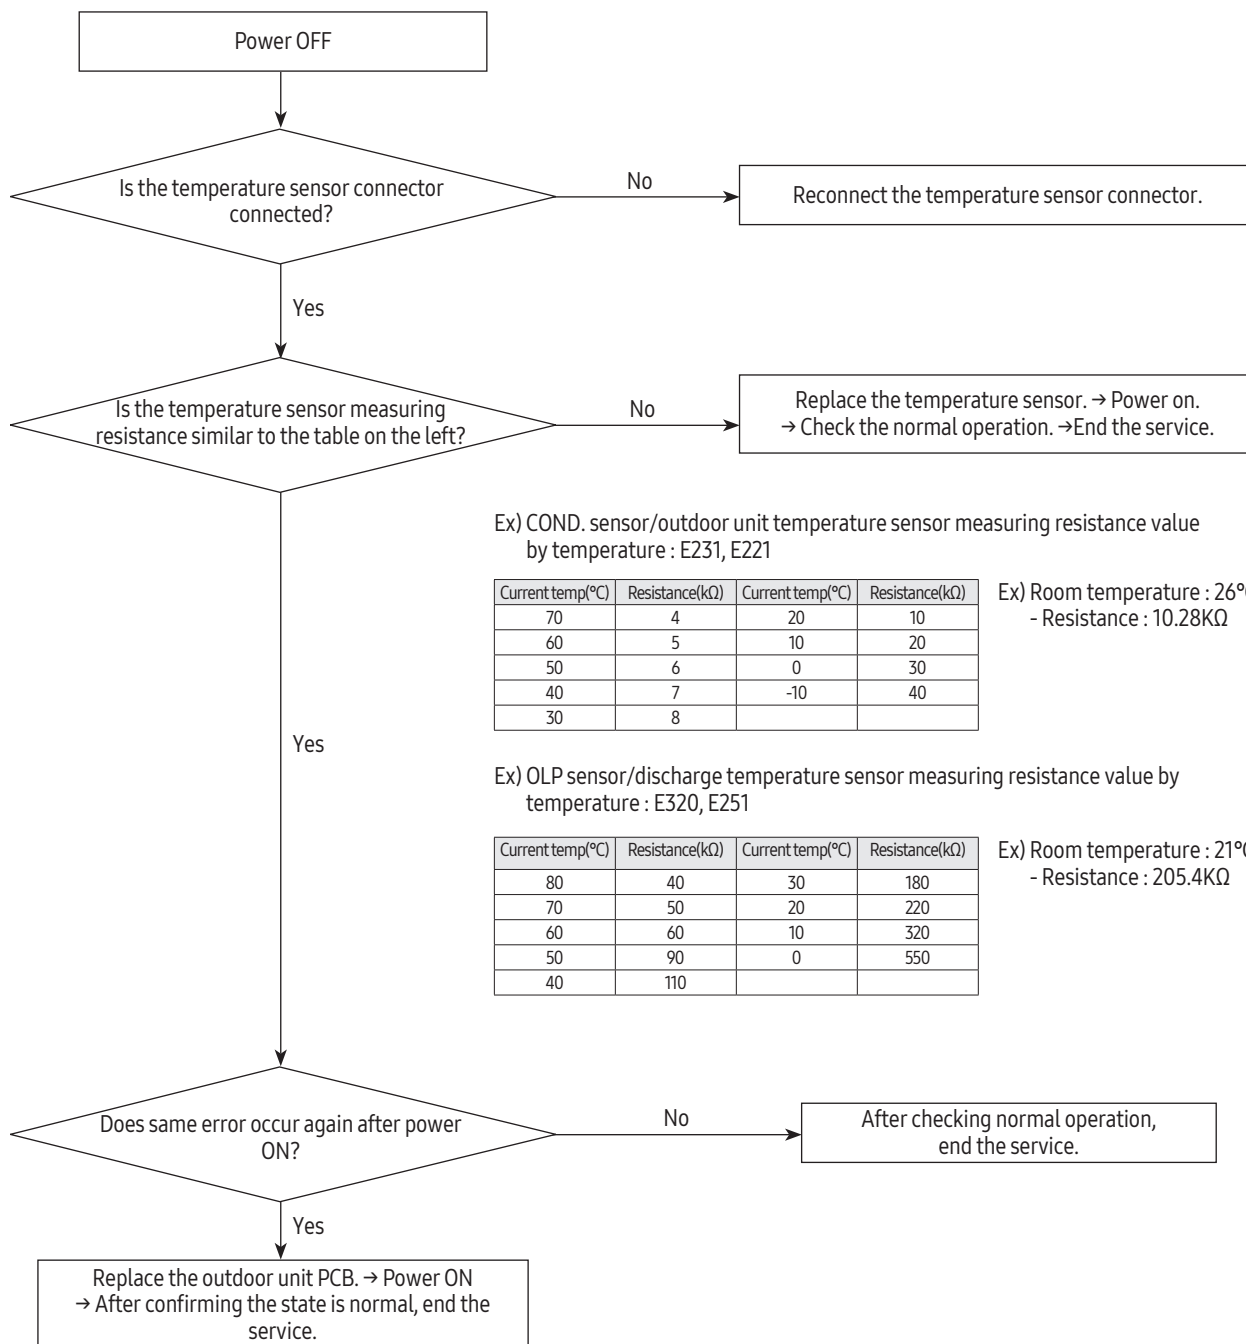 Power OFF
Is the temperature sensor connector
connected?
No
Reconnect the temperature sensor connector.
Yes
Is the temperature sensor measuring
resistance similar to the table on the left?
No
Replace the temperature sensor. → Power on.
→ Check the normal operation. →End the service.
Ex) COND. sensor/outdoor unit temperature sensor measuring resistance value
by temperature : E231, E221
Current temp(°C) Resistance(kΩ) Current temp(°C) Resistance(kΩ)
70 4 20 10
60 5 10 20
50 6 0 30
40 7 -10 40
30 8
Ex) Room temperature : 26°
- Resistance : 10.28KΩ
Yes
Ex) OLP sensor/discharge temperature sensor measuring resistance value by
temperature : E320, E251
Current temp(°C) Resistance(kΩ) Current temp(°C) Resistance(kΩ)
80 40 30 180
70 50 20 220
60 60 10 320
50 90 0 550
40 110
Ex) Room temperature : 21°
- Resistance : 205.4KΩ
Does same error occur again after power
ON?
No
After checking normal operation,
end the service.
Yes
Replace the outdoor unit PCB. → Power ON
→ After confirming the state is normal, end the
service.